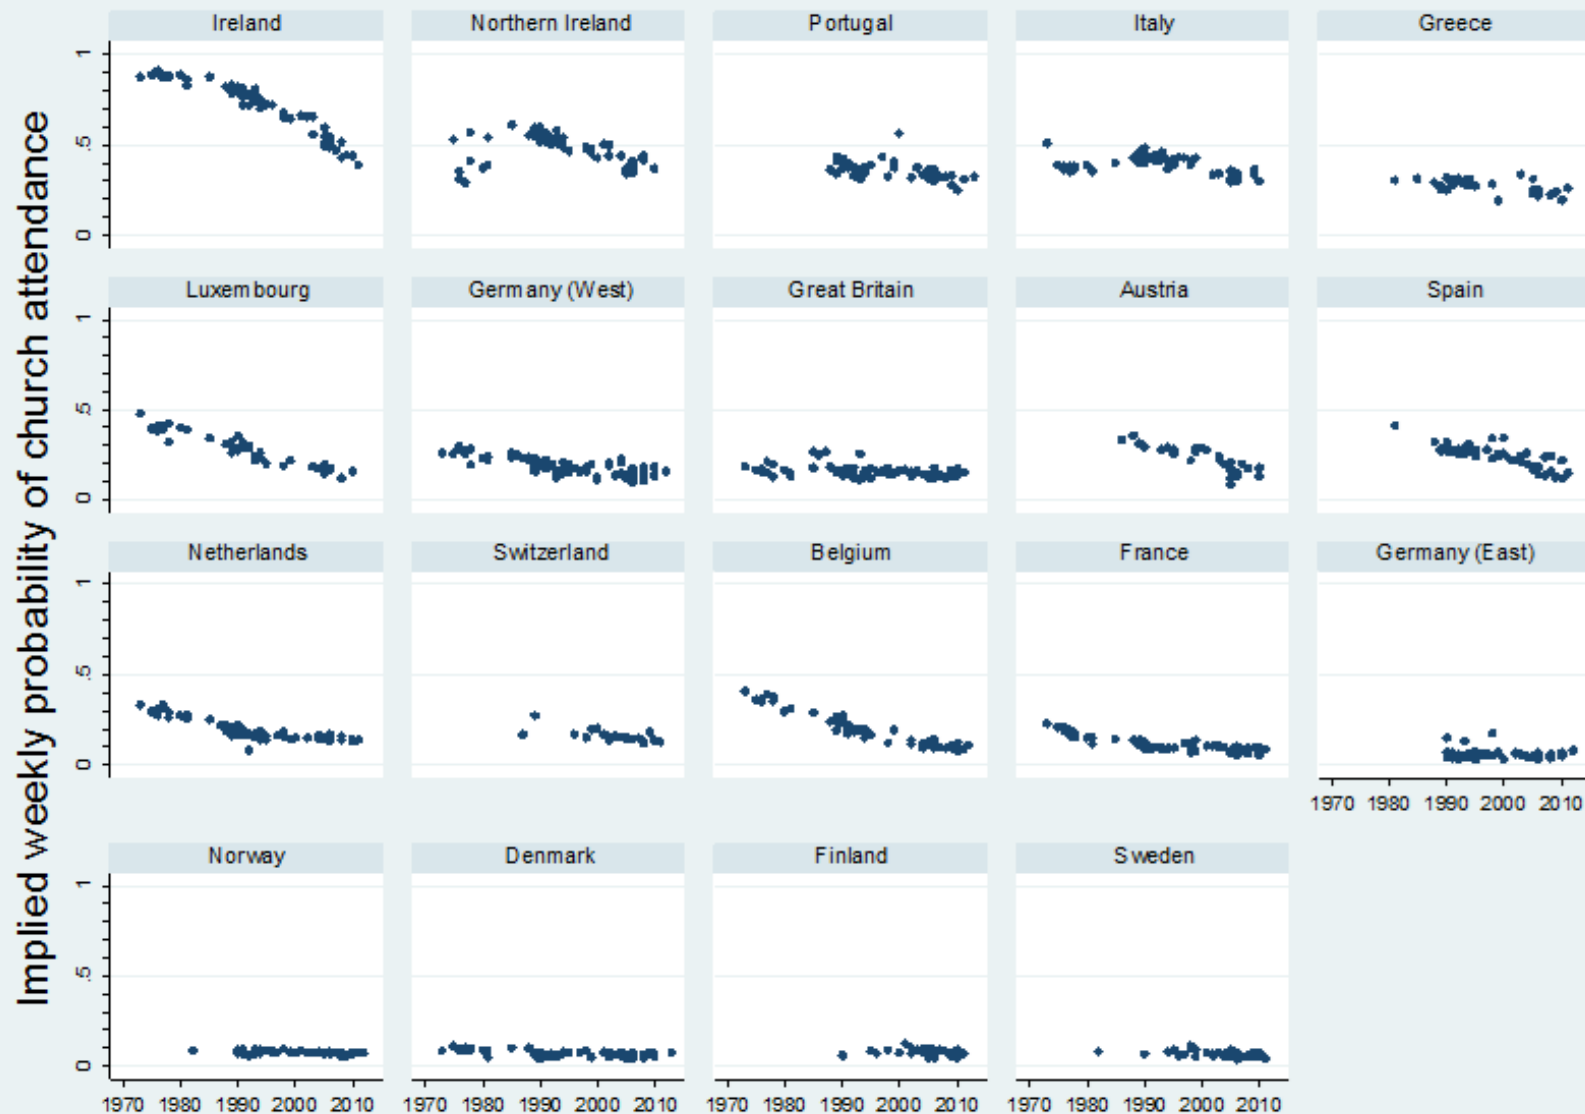 Implied weekly probability of church attendance
Ireland Northern Ireland Portugal Italy Greece
1
.5
0
Luxembourg Germany (West) Great Britain Austria Spain
1
.5
0
Netherlands Switzerland Belgium France Germany (East)
1
.5
0
1970 1980 1990 2000 2010
Norway Denmark Finland Sweden
1
.5
0
1970 1980 1990 2000 2010 1970 1980 1990 2000 2010 1970 1980 1990 2000 2010 1970 1980 1990 2000 2010